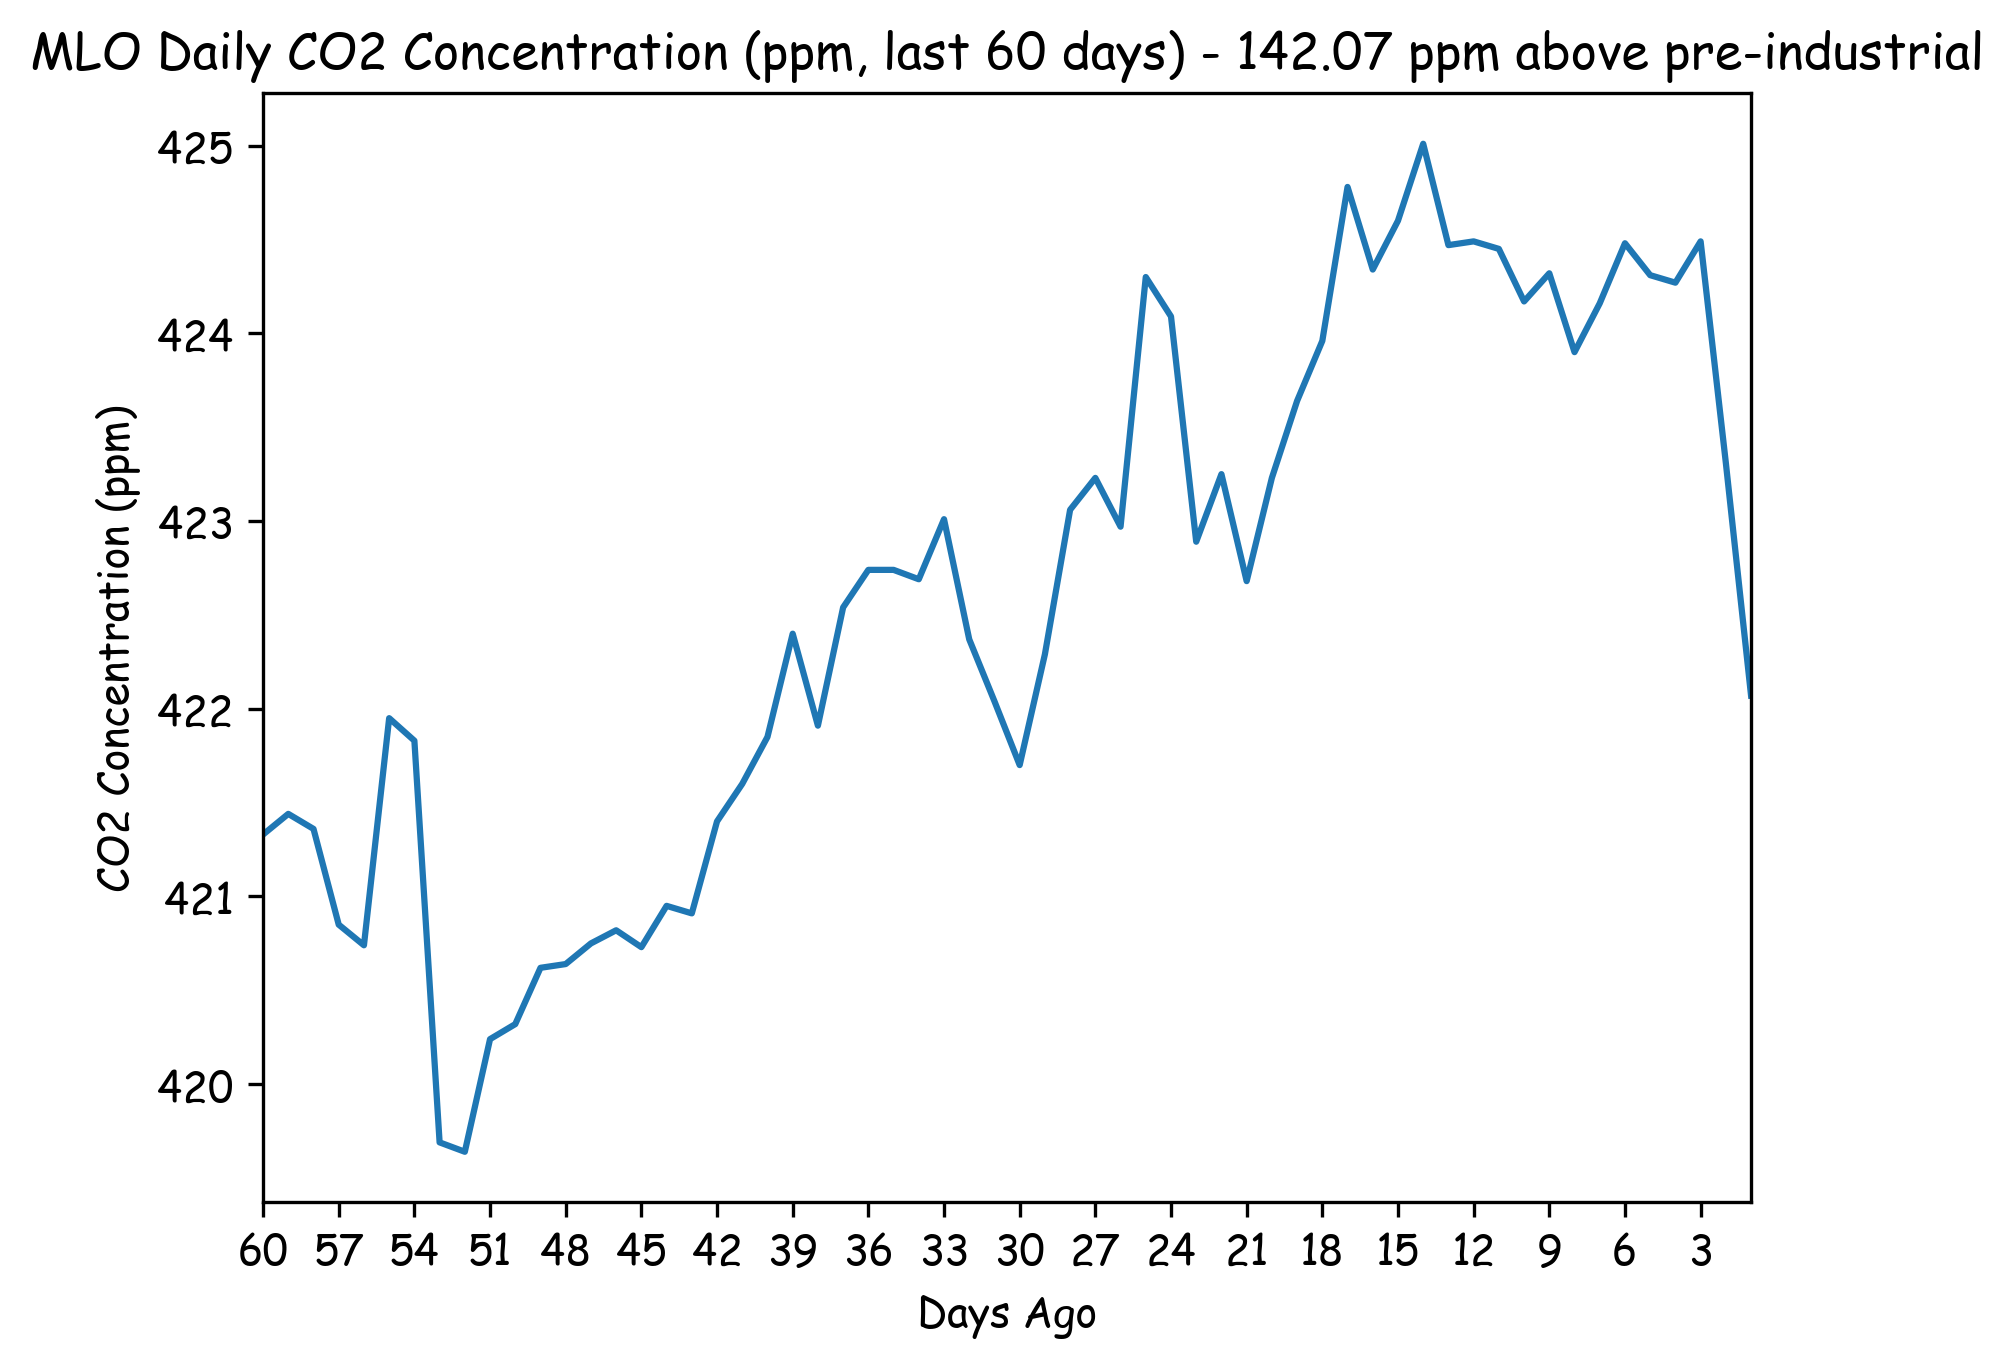 MLO Daily CO2 Concentration (ppm, last 60 days) - 142.07 ppm above pre-industrial
425
424
423
422
421
420
CO2 Concentration (ppm)
60 57 54 51 48 45 42 39 36 33 30 27 24 21 18 15 12 9 6 3
Days Ago